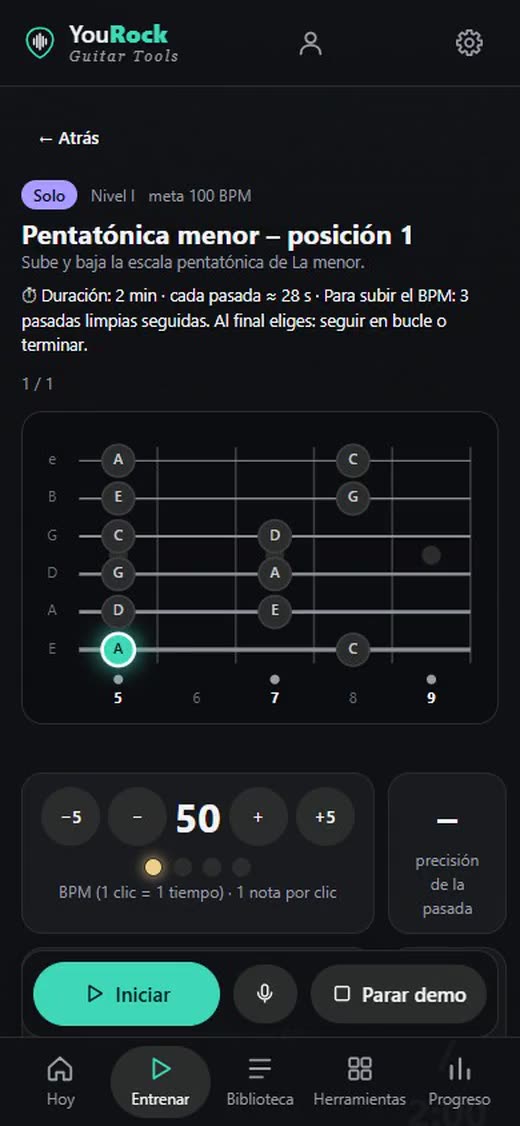 YouRock
Guitar Tools
← Atrás
Solo Nivel I meta 100 BPM
Pentatónica menor – posición 1
Sube y baja la escala pentatónica de La menor.
⏱ Duración: 2 min · cada pasada ≈ 28 s · Para subir el BPM: 3
pasadas limpias seguidas. Al final eliges: seguir en bucle o
terminar.
1 / 1
e A C
B E G
G C D
D G A
A D E
E A C
5 6 7 8 9
−5 − 50 + +5
BPM (1 clic = 1 tiempo) · 1 nota por clic
–
precisión
de la
pasada
Iniciar Parar demo
Hoy Entrenar Biblioteca Herramientas Progreso
2:00